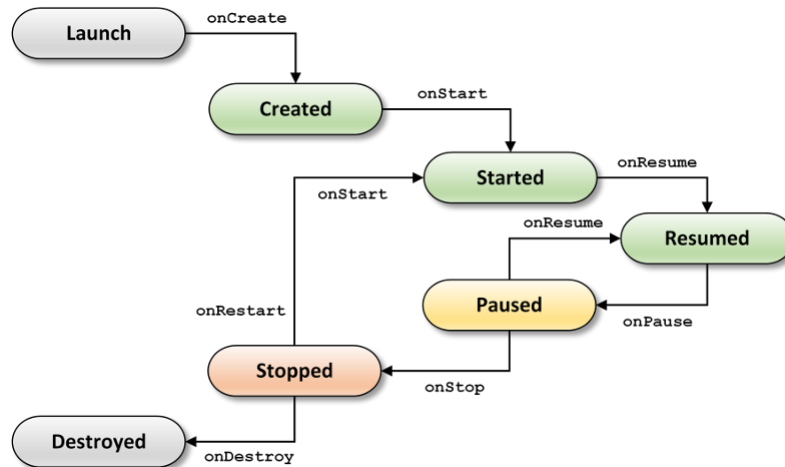 onCreate
Launch
Created
onStart
Started
onResume
onStart
onResume
Resumed
Paused
onRestart
onPause
Stopped
onStop
Destroyed
onDestroy